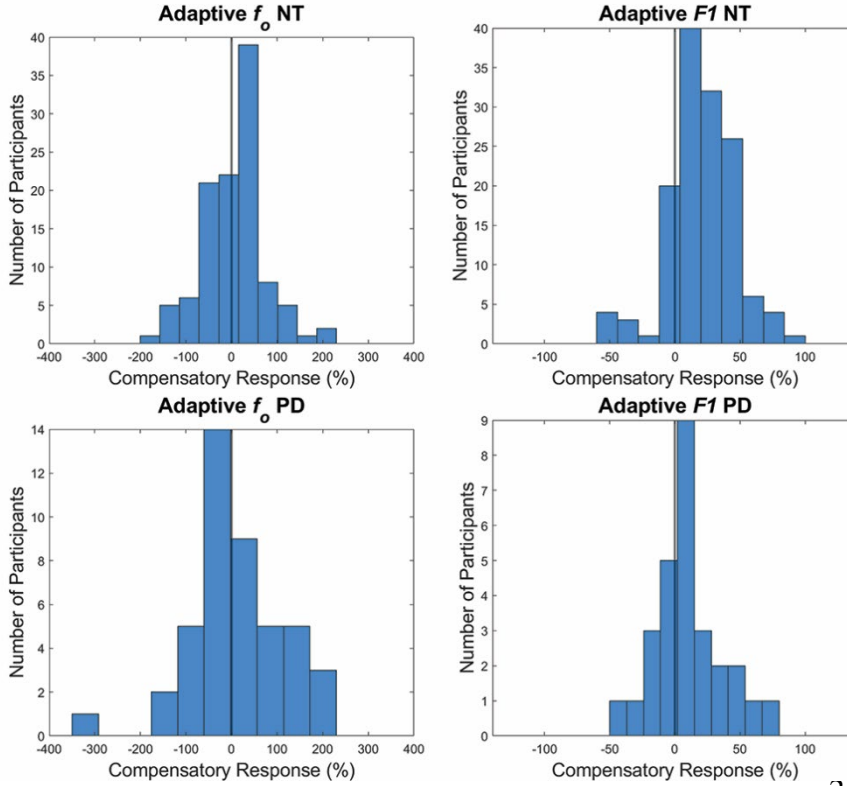 Adaptive fo NT
40
35
30
25
20
15
10
5
0
Number of Participants
-400 -300 -200 -100 0 100 200 300 400
Compensatory Response (%)
Adaptive F1 NT
40
35
30
25
20
15
10
5
0
Number of Participants
-100 -50 0 50 100
Compensatory Response (%)
Adaptive fo PD
14
12
10
8
6
4
2
0
Number of Participants
-400 -300 -200 -100 0 100 200 300 400
Compensatory Response (%)
Adaptive F1 PD
9
8
7
6
5
4
3
2
1
0
Number of Participants
-100 -50 0 50 100
Compensatory Response (%)